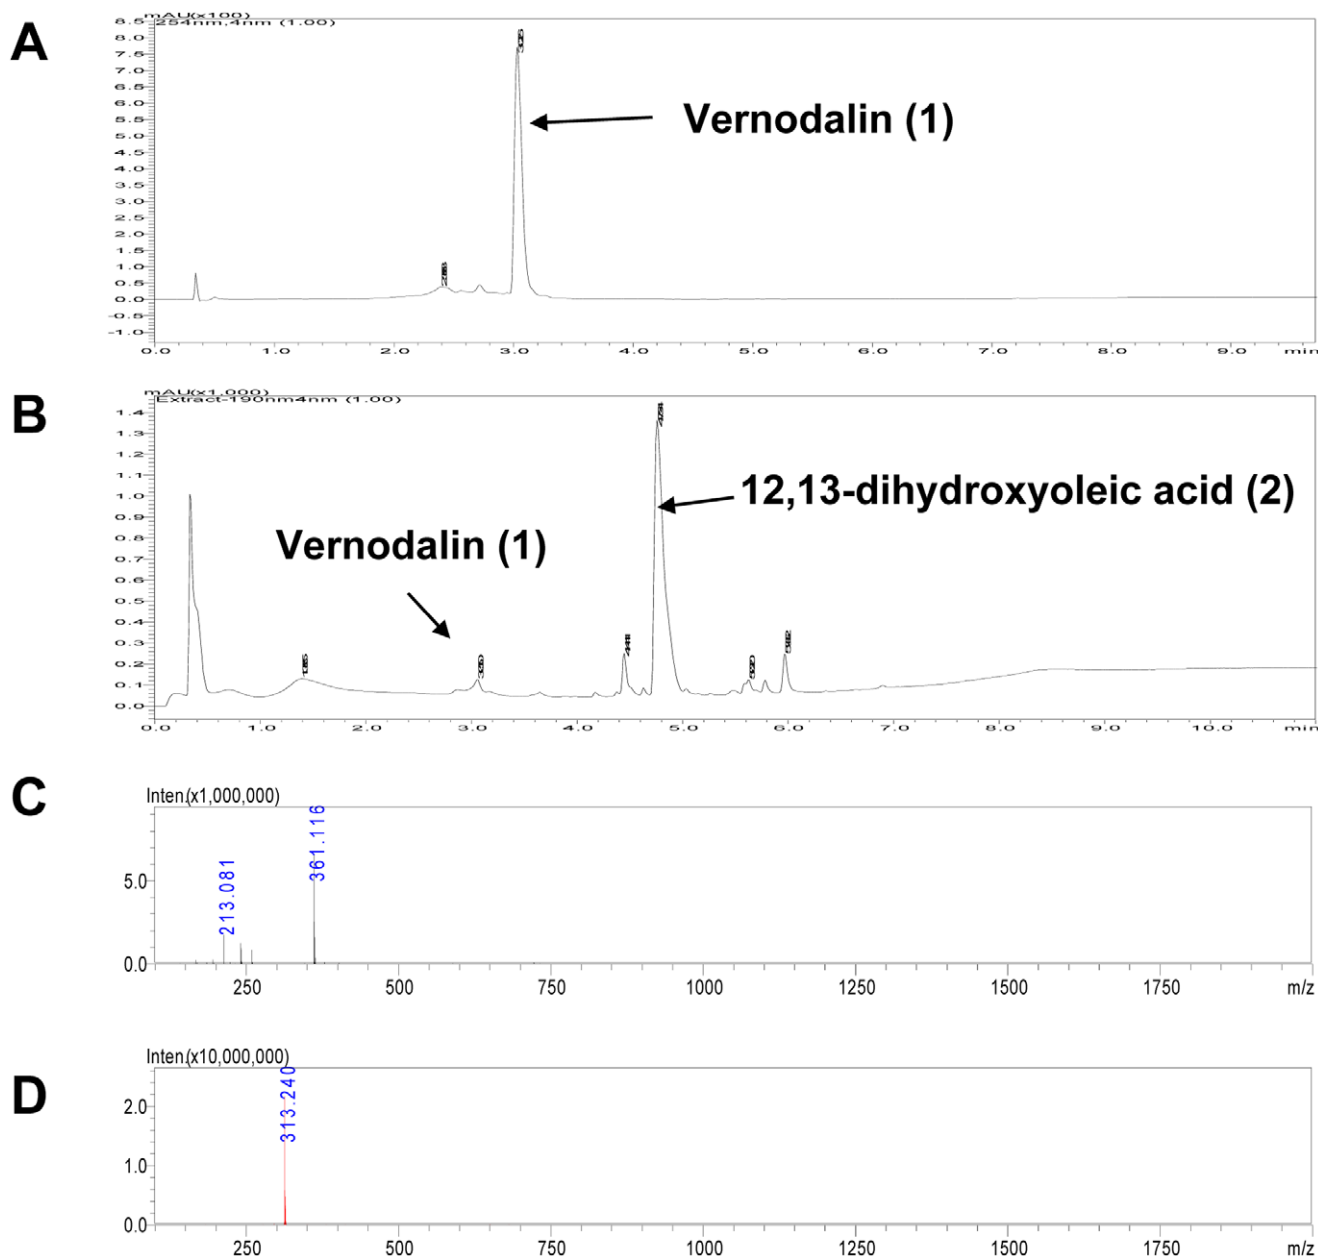 A
mAU(x100)
254nm,4nm (1.00)
8.5
8.0
7.5
7.0
6.5
6.0
5.5
5.0
4.5
4.0
3.5
3.0
2.5
2.0
1.5
1.0
0.5
0.0
-0.5
-1.0
Vernodalin (1)
0.0 1.0 2.0 3.0 4.0 5.0 6.0 7.0 8.0 9.0 min
B
mAU(x1,000)
Extract-190nm4nm (1.00)
1.4
1.3
1.2
1.1
1.0
0.9
0.8
0.7
0.6
0.5
0.4
0.3
0.2
0.1
0.0
12,13-dihydroxyoleic acid (2)
Vernodalin (1)
0.0 1.0 2.0 3.0 4.0 5.0 6.0 7.0 8.0 9.0 10.0 min
C
Inten.(x1,000,000)
5.0
0.0
213.081
361.116
250 500 750 1000 1250 1500 1750 m/z
D
Inten.(x10,000,000)
2.0
1.0
0.0
313.240
250 500 750 1000 1250 1500 1750 m/z